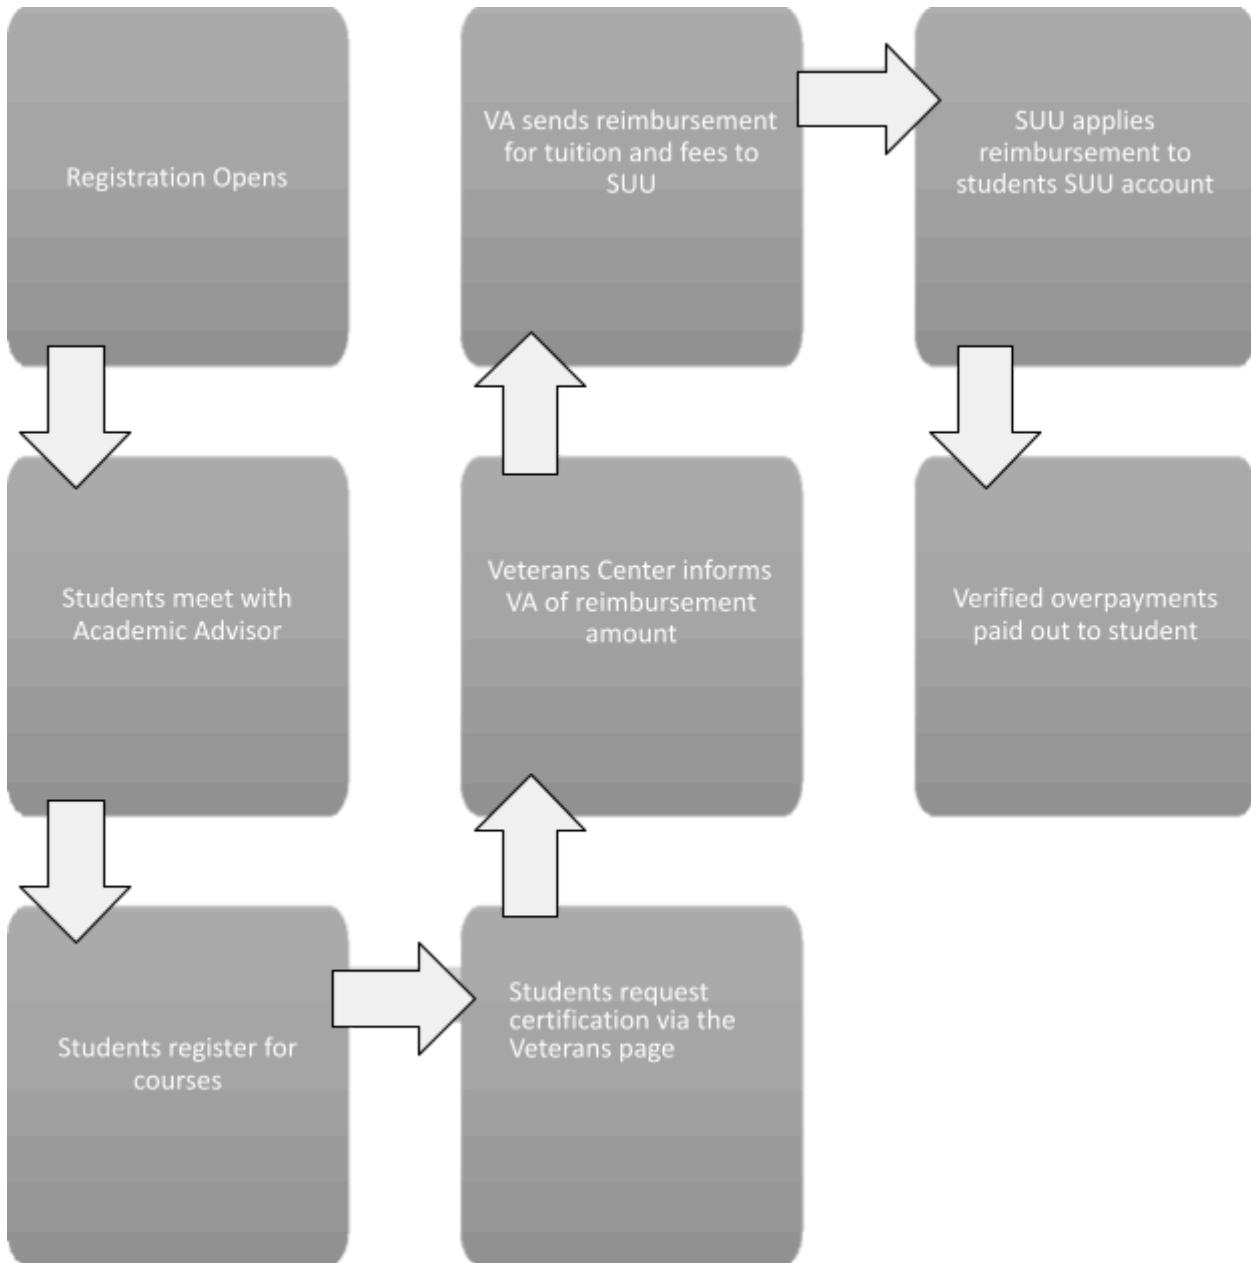 Registration Opens
Students meet with
Academic Advisor
Students register for
courses
Students request
certification via the
Veterans page
Veterans Center informs
VA of reimbursement
amount
VA sends reimbursement
for tuition and fees to
SUU
SUU applies
reimbursement to
students SUU account
Verified overpayments
paid out to student